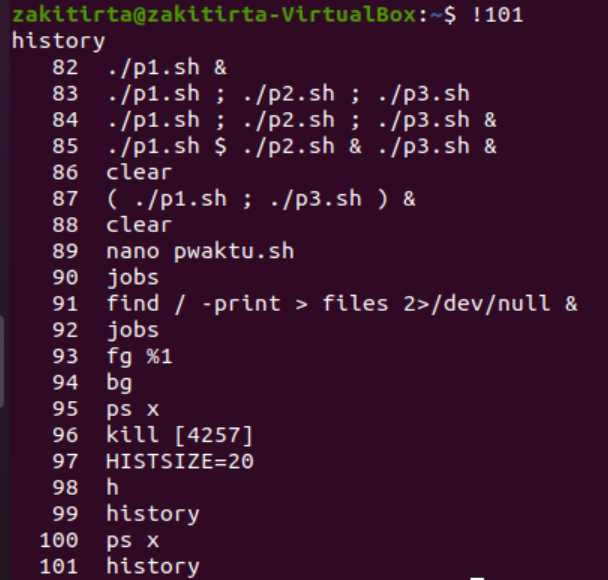 zakitirta@zakitirta-VirtualBox:~$ !101
history
82 ./p1.sh &
83 ./p1.sh ; ./p2.sh ; ./p3.sh
84 ./p1.sh ; ./p2.sh ; ./p3.sh &
85 ./p1.sh $ ./p2.sh & ./p3.sh &
86 clear
87 ( ./p1.sh ; ./p3.sh ) &
88 clear
89 nano pwaktu.sh
90 jobs
91 find / -print > files 2>/dev/null &
92 jobs
93 fg %1
94 bg
95 ps x
96 kill [4257]
97 HISTSIZE=20
98 h
99 history
100 ps x
101 history